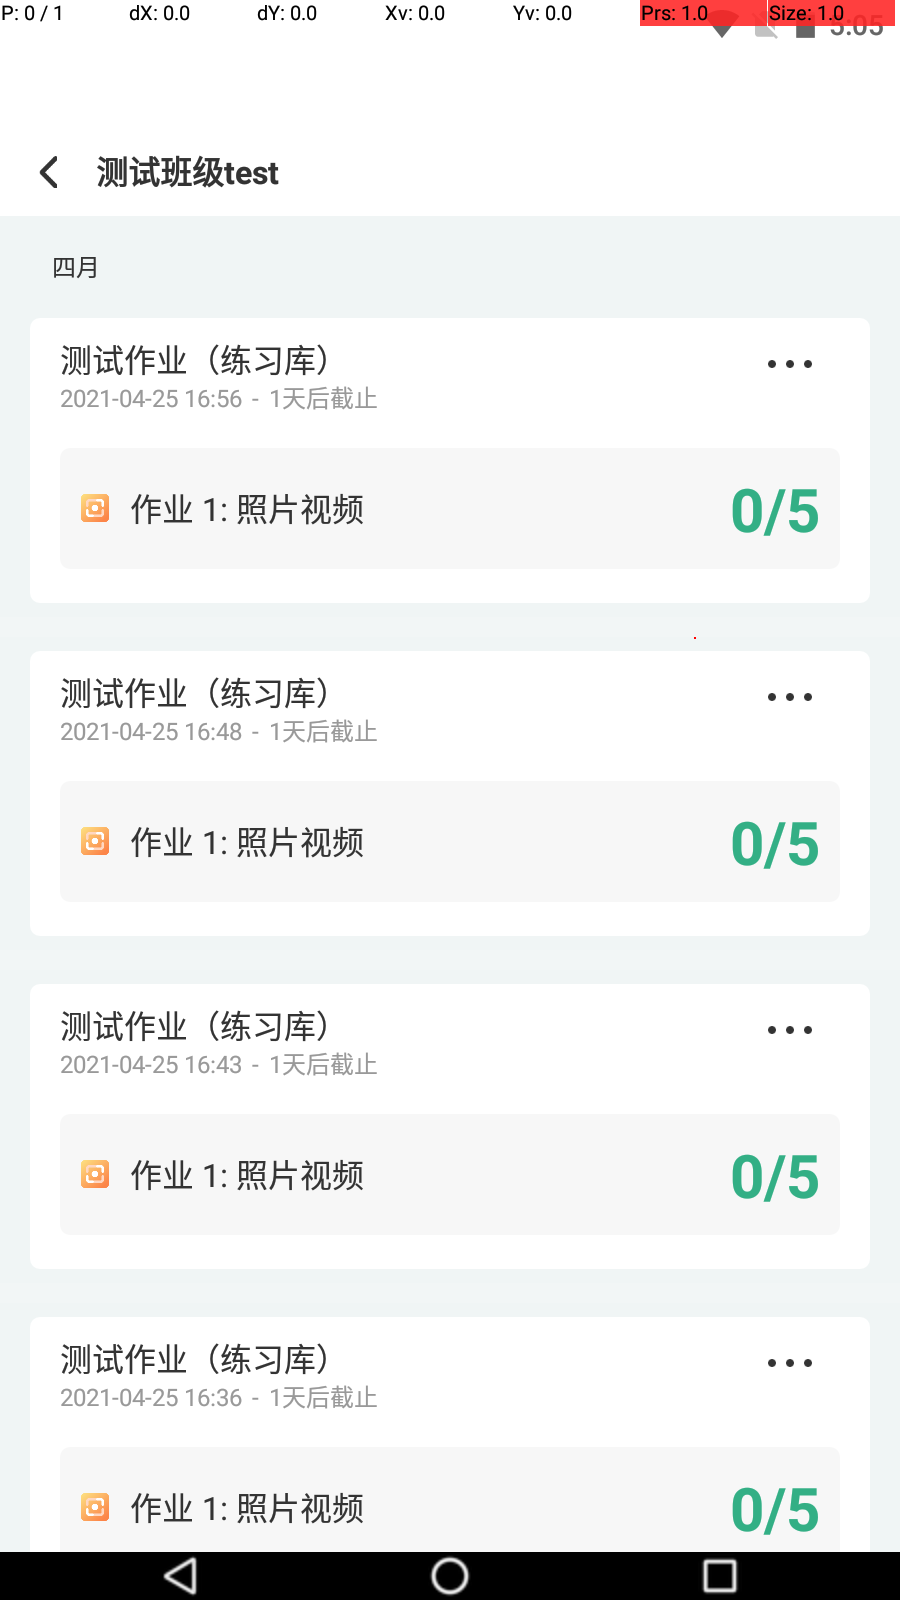 P: 0 / 1 dX: 0.0 dY: 0.0 Xv: 0.0 Yv: 0.0 Prs: 1.0 Size: 1.0
5:05
测试班级test
四月
测试作业（练习库）
2021-04-25 16:56 - 1天后截止
作业 1: 照片视频 0/5
测试作业（练习库）
2021-04-25 16:48 - 1天后截止
作业 1: 照片视频 0/5
测试作业（练习库）
2021-04-25 16:43 - 1天后截止
作业 1: 照片视频 0/5
测试作业（练习库）
2021-04-25 16:36 - 1天后截止
作业 1: 照片视频 0/5